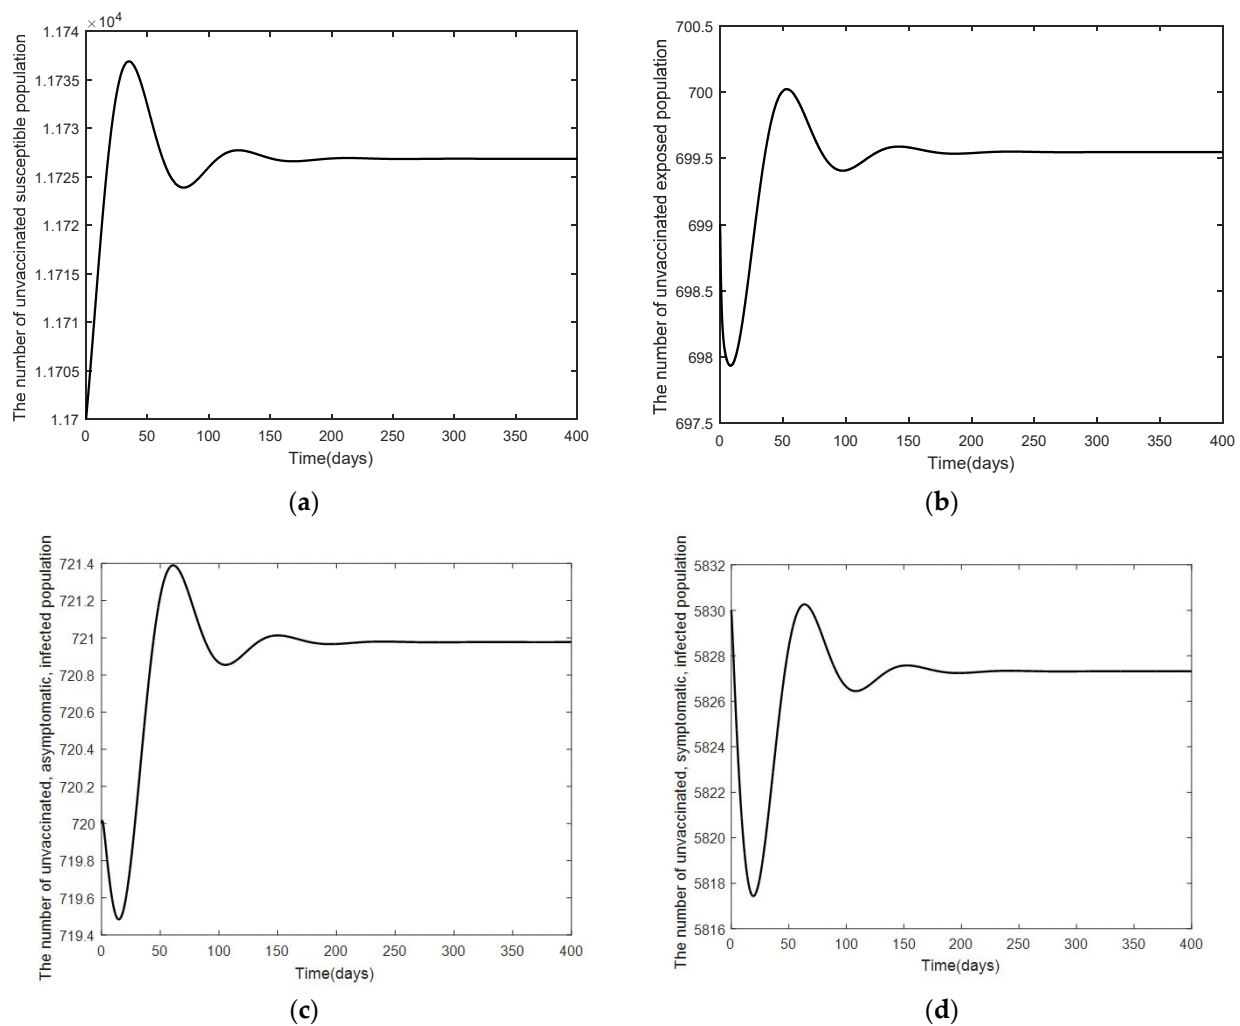 ×10⁴
1.174
1.1735
1.173
1.1725
1.172
1.1715
1.171
1.1705
1.17
The number of unvaccinated susceptible population
0 50 100 150 200 250 300 350 400
Time(days)
(a)
700.5
700
699.5
699
698.5
698
697.5
The number of unvaccinated exposed population
0 50 100 150 200 250 300 350 400
Time(days)
(b)
721.4
721.2
721
720.8
720.6
720.4
720.2
720
719.8
719.6
719.4
The number of unvaccinated, asymptomatic, infected population
0 50 100 150 200 250 300 350 400
Time(days)
(c)
5832
5830
5828
5826
5824
5822
5820
5818
5816
The number of unvaccinated, symptomatic, infected population
0 50 100 150 200 250 300 350 400
Time(days)
(d)